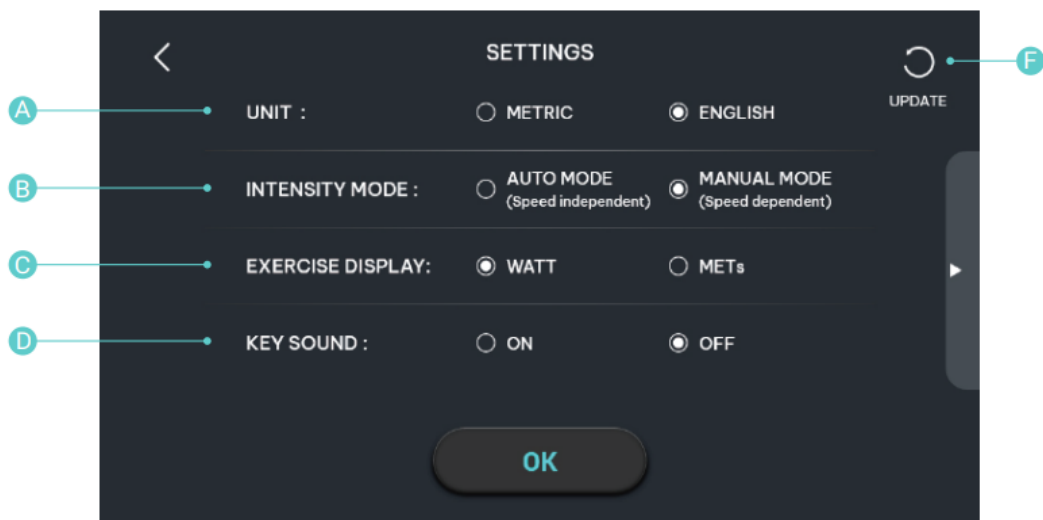 SETTINGS
F
UPDATE
A
UNIT :
METRIC
ENGLISH
B
INTENSITY MODE :
AUTO MODE
(Speed independent)
MANUAL MODE
(Speed dependent)
C
EXERCISE DISPLAY:
WATT
METs
D
KEY SOUND :
ON
OFF
OK